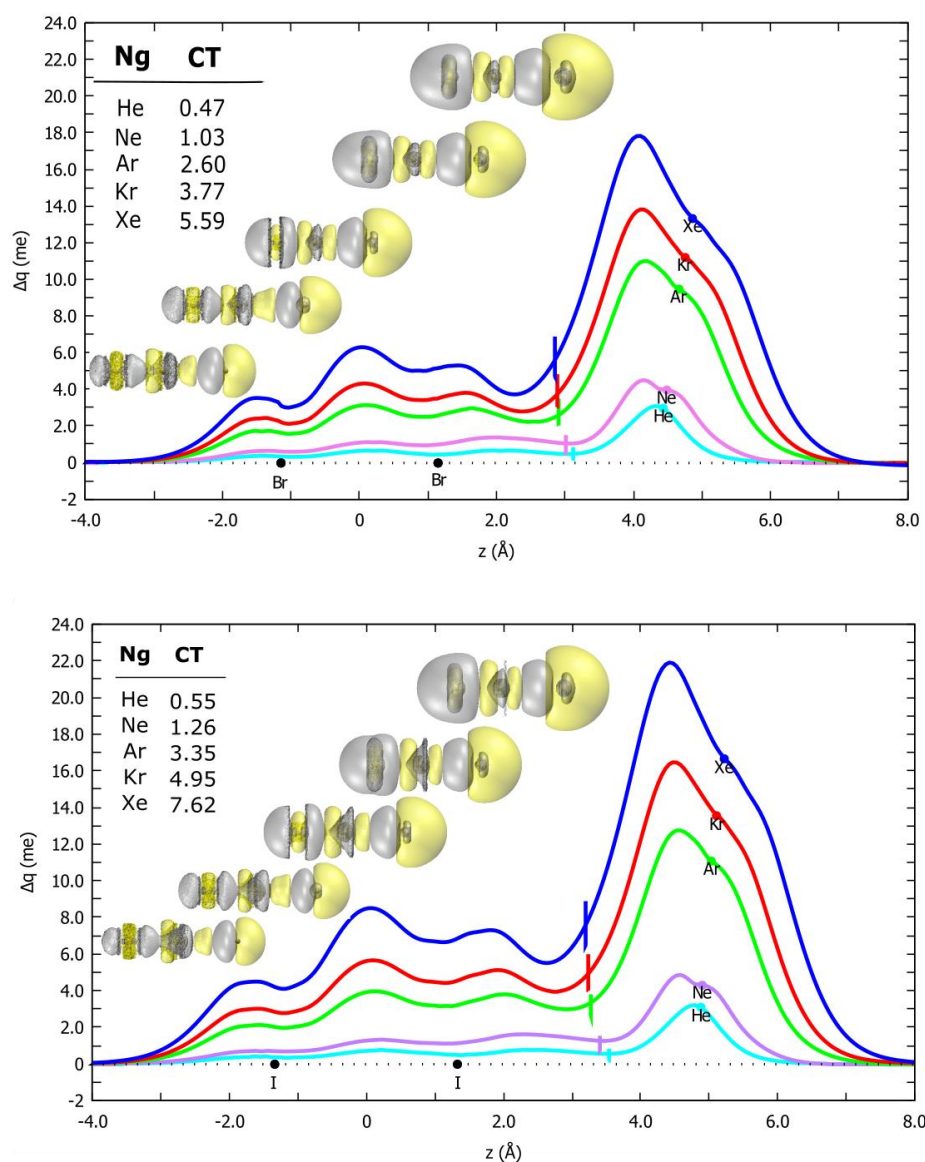 24.0
22.0
20.0
18.0
16.0
14.0
12.0
10.0
8.0
6.0
4.0
2.0
0
-2
Δq (me)
Ng CT
He 0.47
Ne 1.03
Ar 2.60
Kr 3.77
Xe 5.59
Xe
Kr
Ar
Ne
He
Br
Br
-4.0 -2.0 0 2.0 4.0 6.0 8.0
z (Å)
24.0
22.0
20.0
18.0
16.0
14.0
12.0
10.0
8.0
6.0
4.0
2.0
0
-2
Δq (me)
Ng CT
He 0.55
Ne 1.26
Ar 3.35
Kr 4.95
Xe 7.62
Xe
Kr
Ar
Ne
He
I
I
-4.0 -2.0 0 2.0 4.0 6.0 8.0
z (Å)